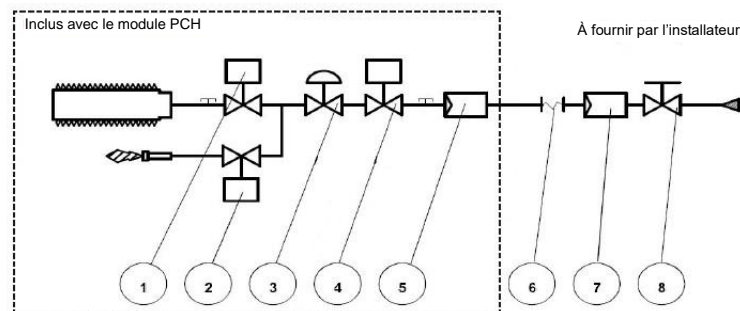 Inclus avec le module PCH
À fournir par l'installateur
1 2 3 4 5 6 7 8